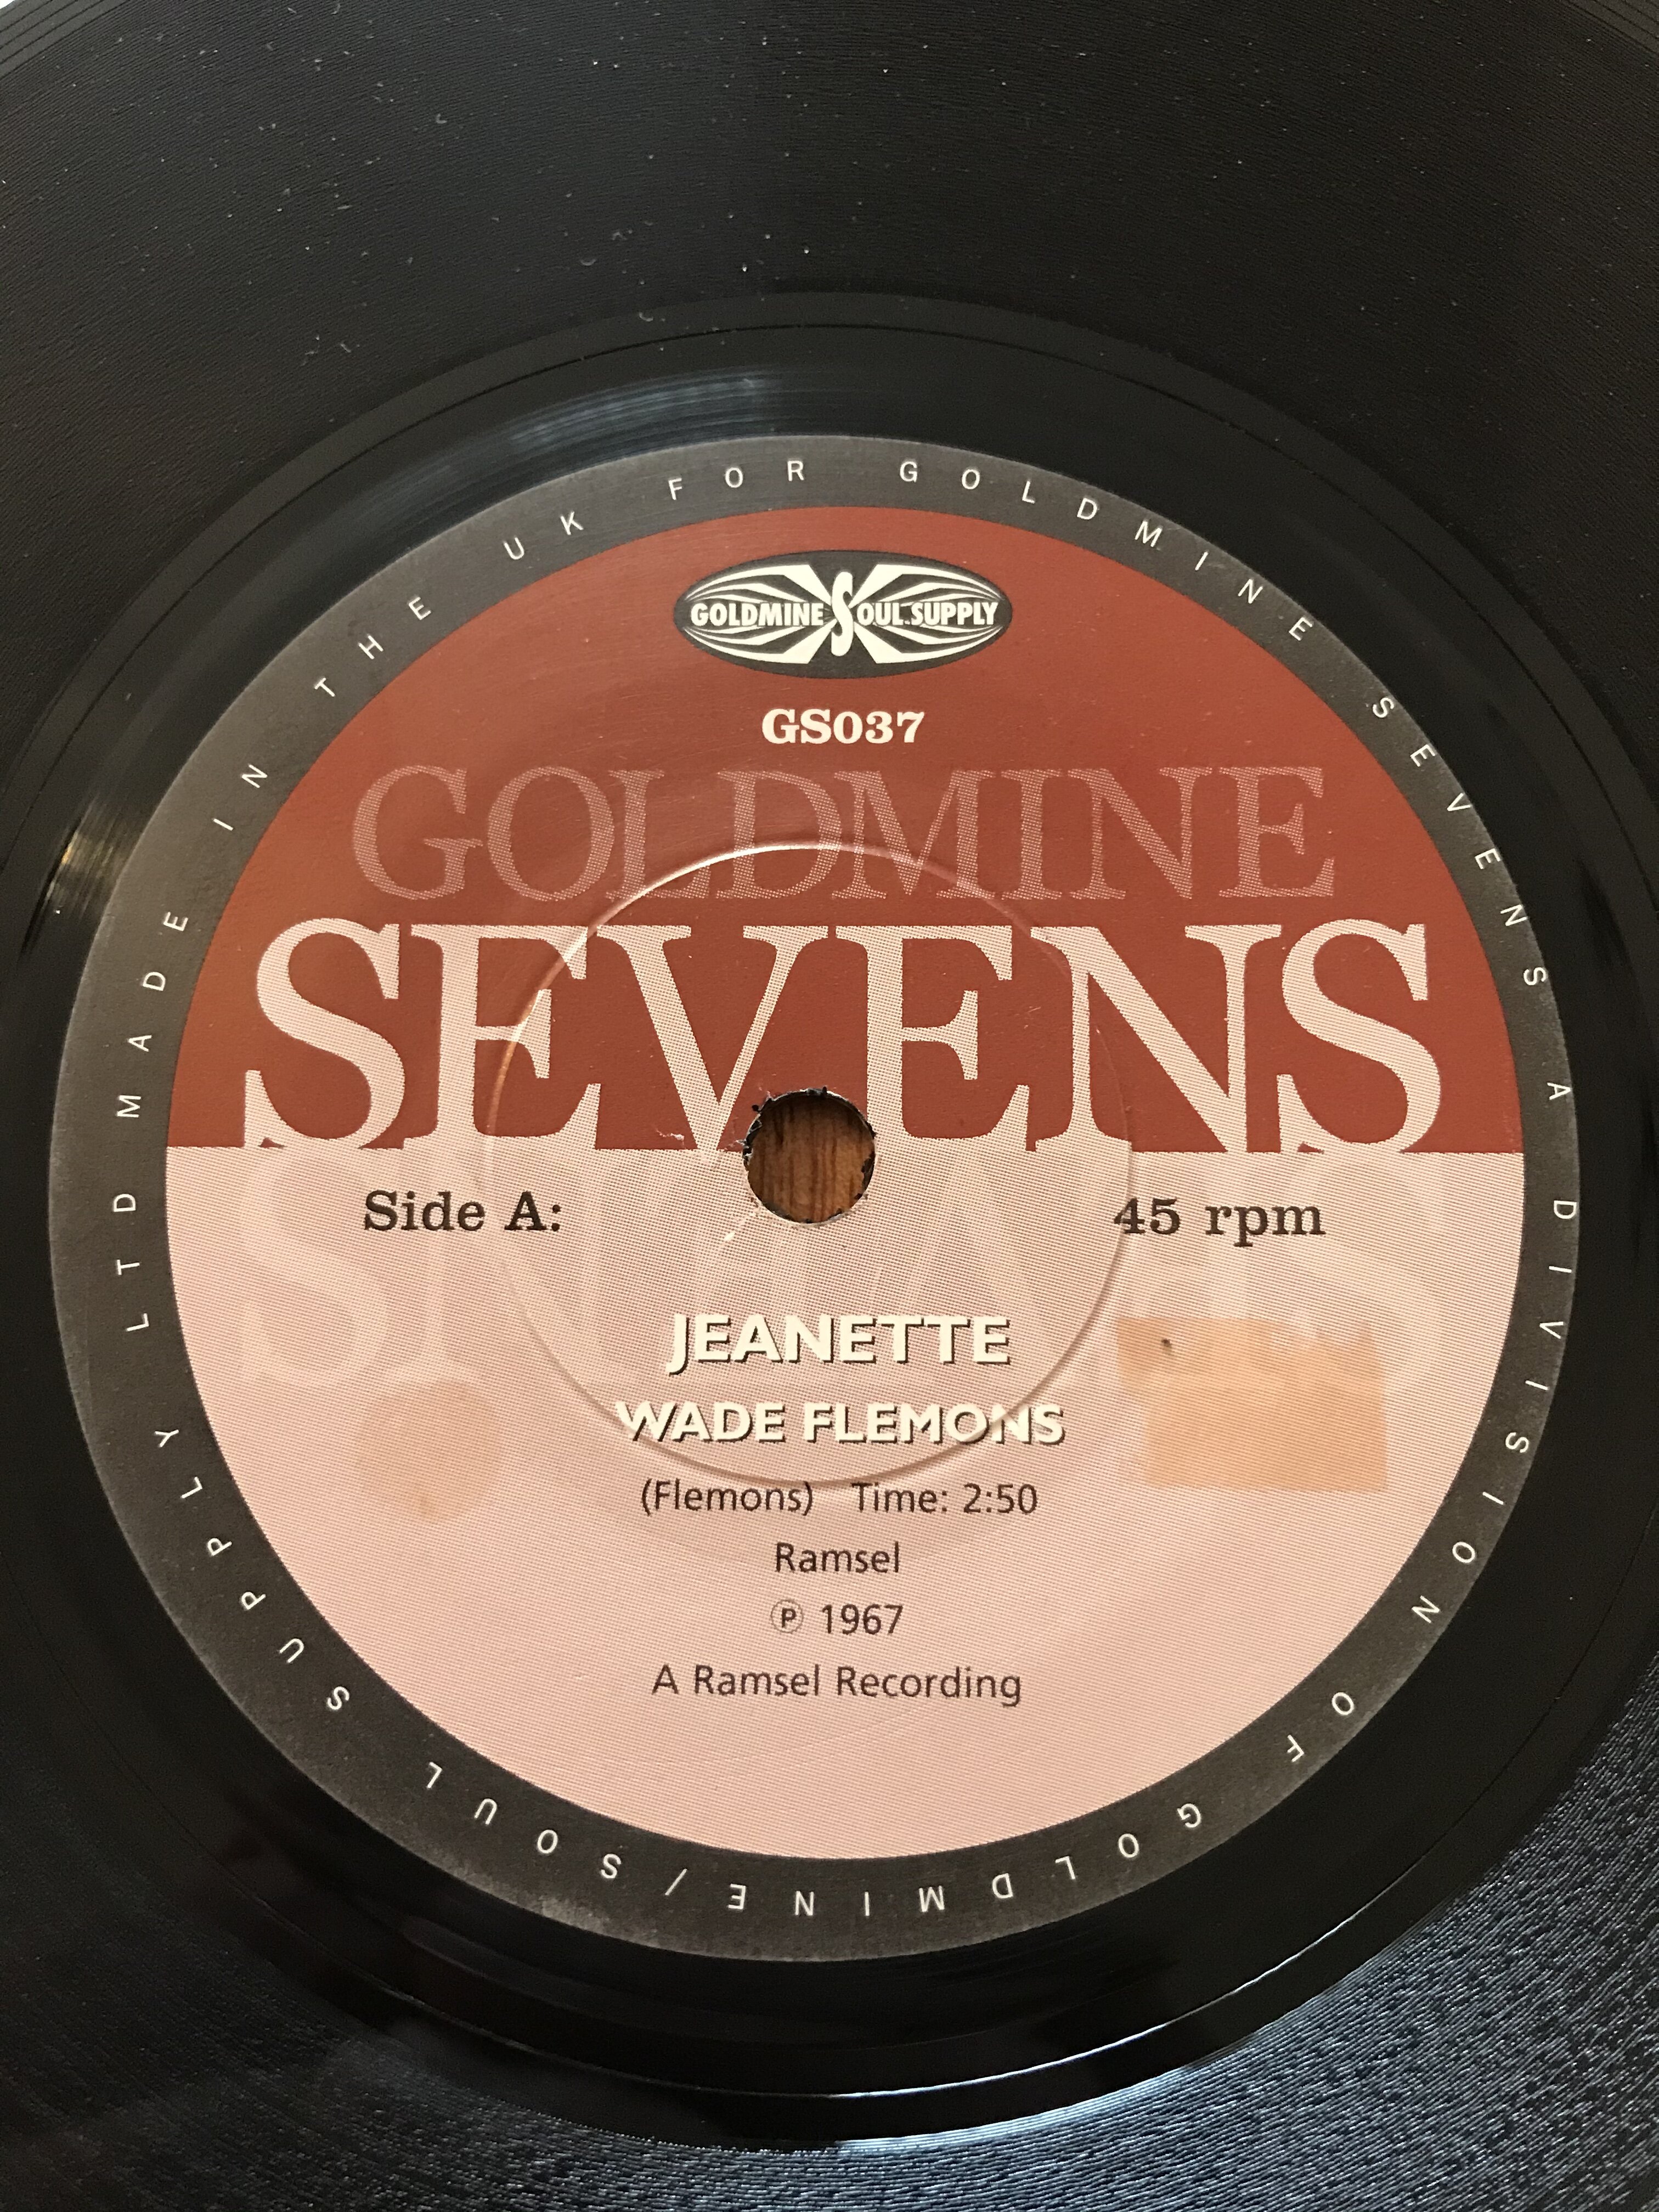 MADE IN THE UK FOR GOLDMINE SEVENS A DIVISION OF GOLDMINE/SOUL SUPPLY LTD
GOLDMINE SOUL SUPPLY
GS037
GOLDMINE
SEVENS
Side A: 45 rpm
JEANETTE
WADE FLEMONS
(Flemons) Time: 2:50
Ramsel
℗ 1967
A Ramsel Recording